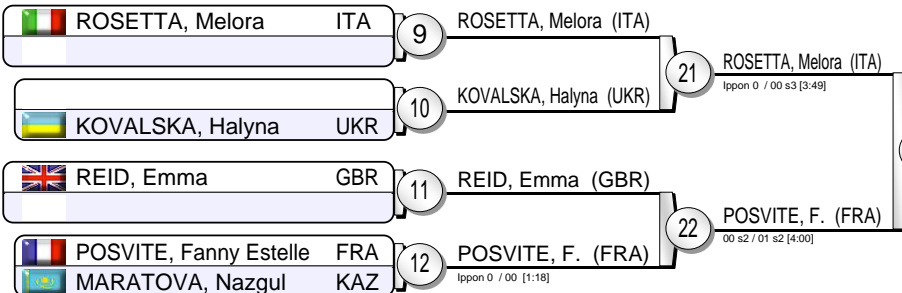 ROSETTA, Melora ITA
9
ROSETTA, Melora (ITA)
21
ROSETTA, Melora (ITA)
Ippon 0 / 00 s3 [3:49]
10
KOVALSKA, Halyna (UKR)
KOVALSKA, Halyna UKR
REID, Emma GBR
11
REID, Emma (GBR)
22
POSVITE, F. (FRA)
00 s2 / 01 s2 [4:00]
POSVITE, Fanny Estelle FRA
12
POSVITE, F. (FRA)
Ippon 0 / 00 [1:18]
MARATOVA, Nazgul KAZ